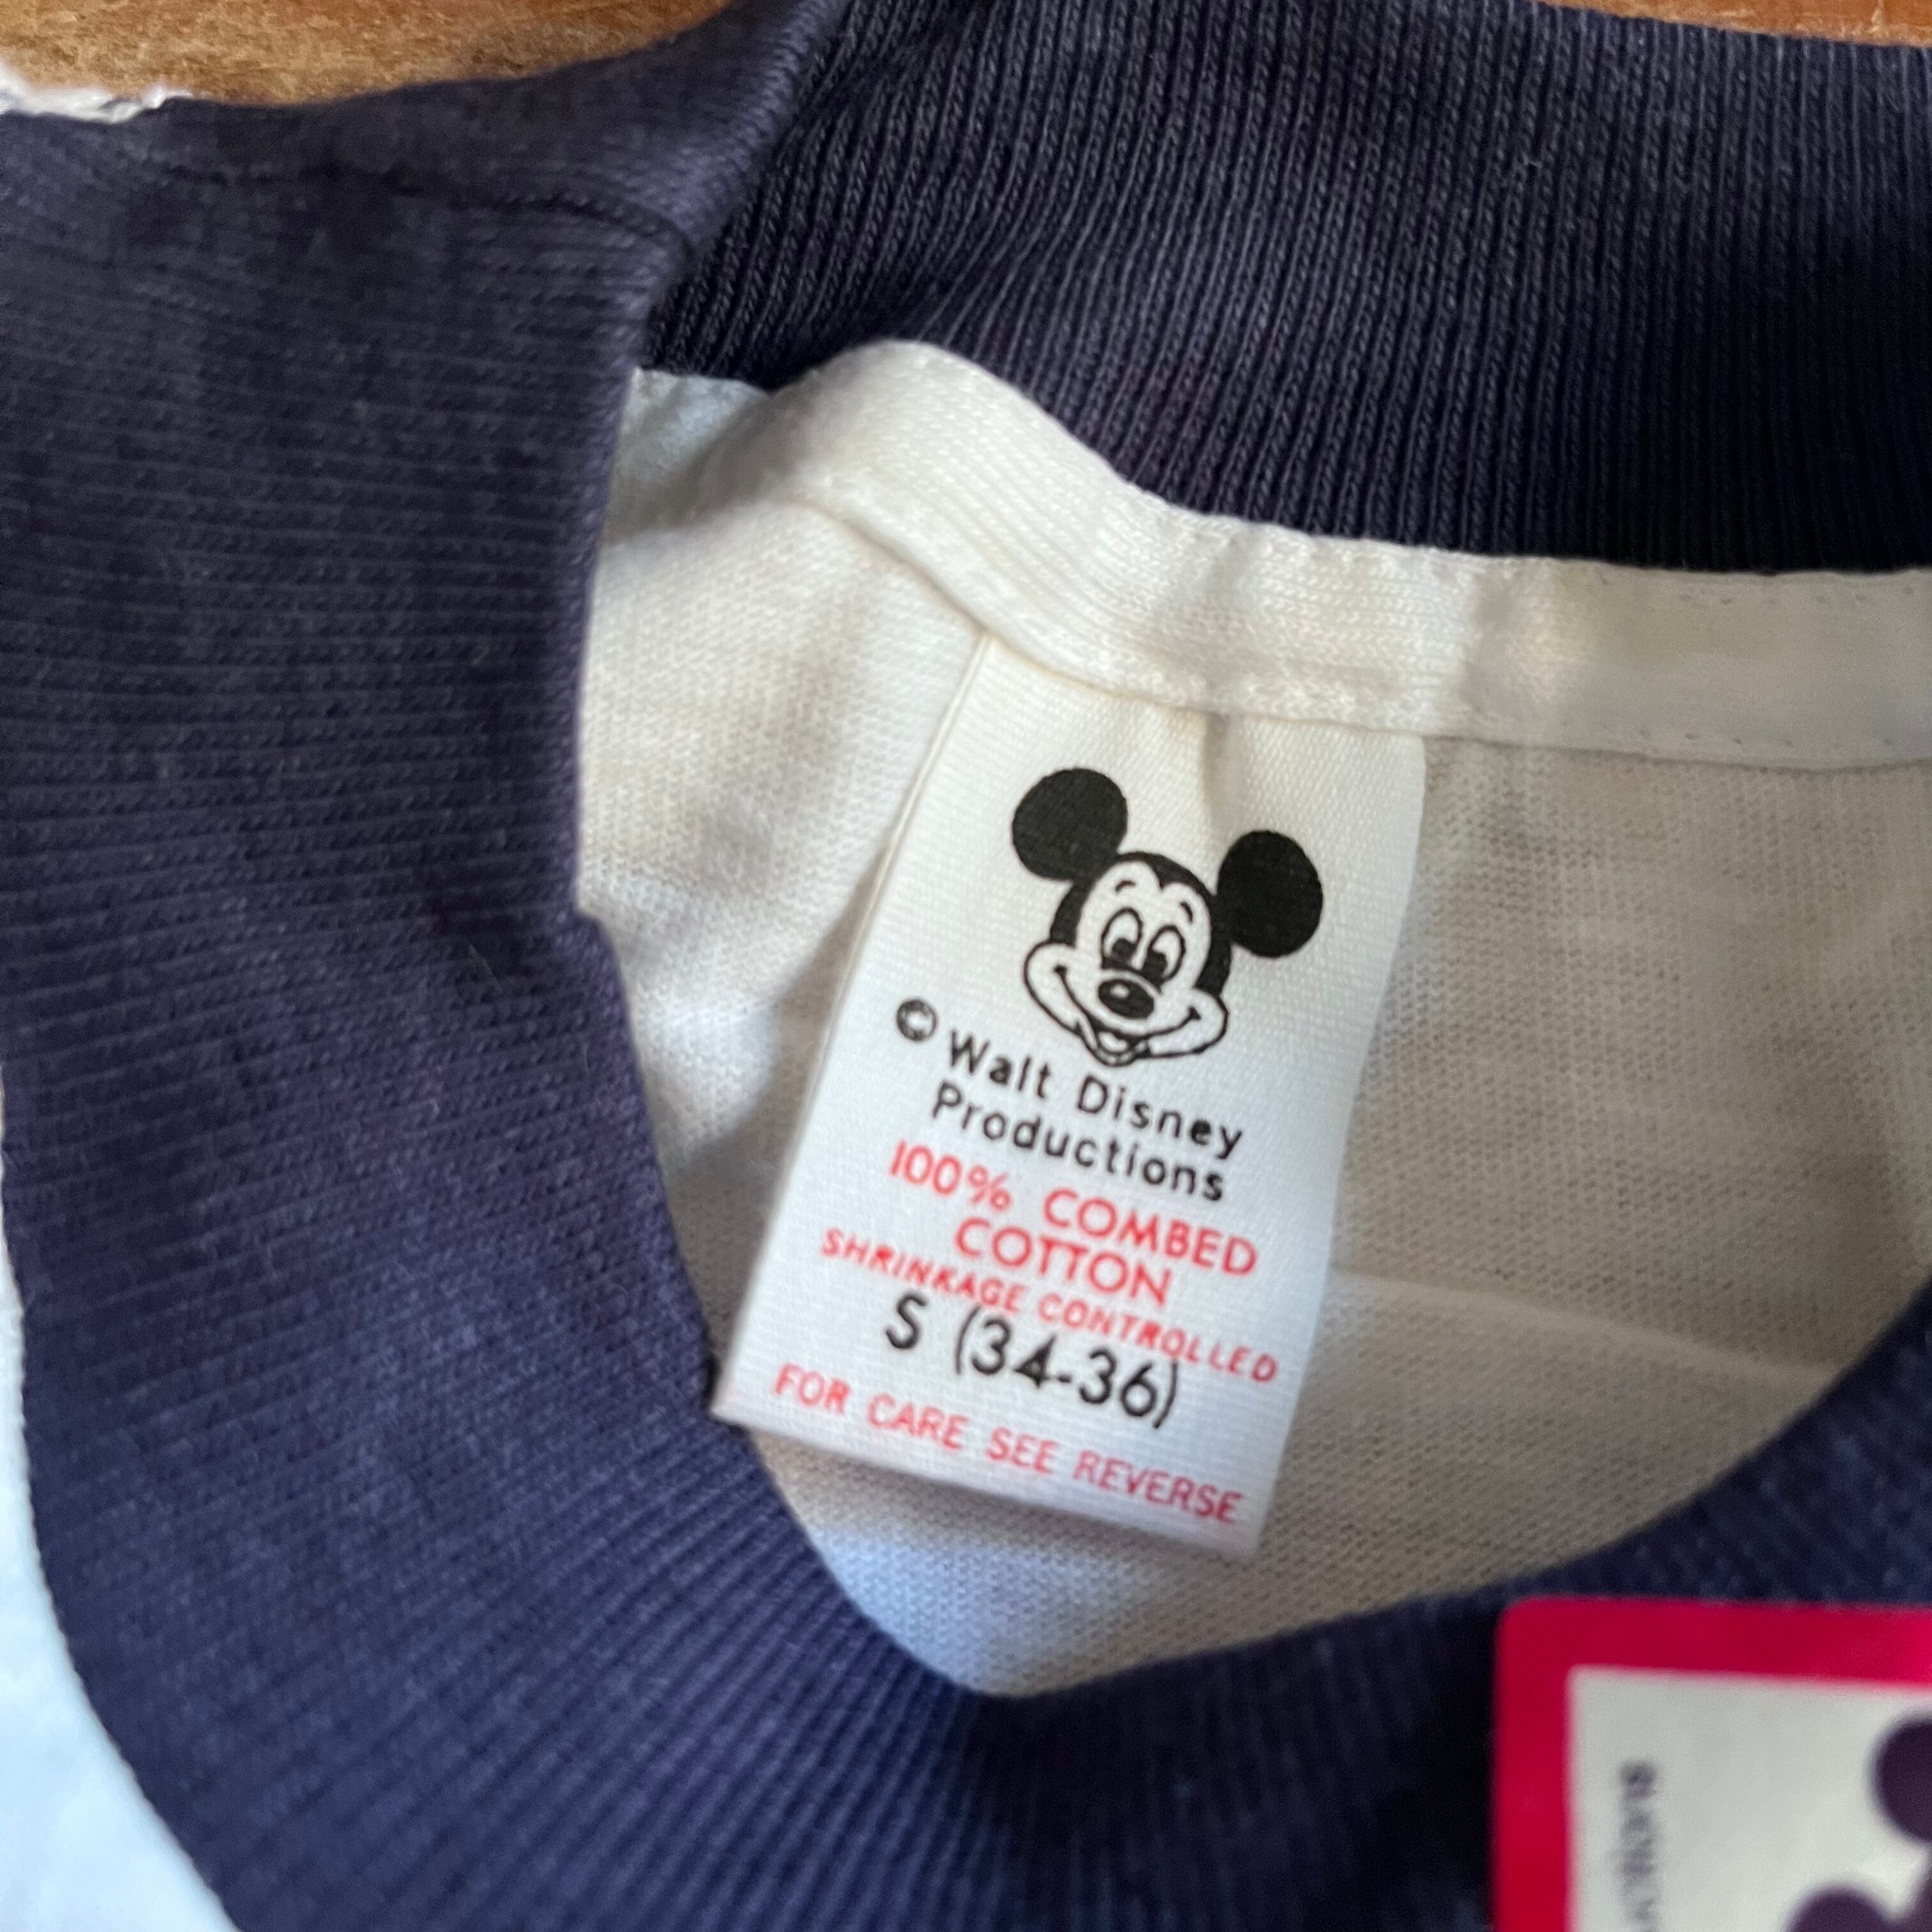 © Walt Disney
Productions
100% COMBED
COTTON
SHRINKAGE CONTROLLED
S (34-36)
FOR CARE SEE REVERSE